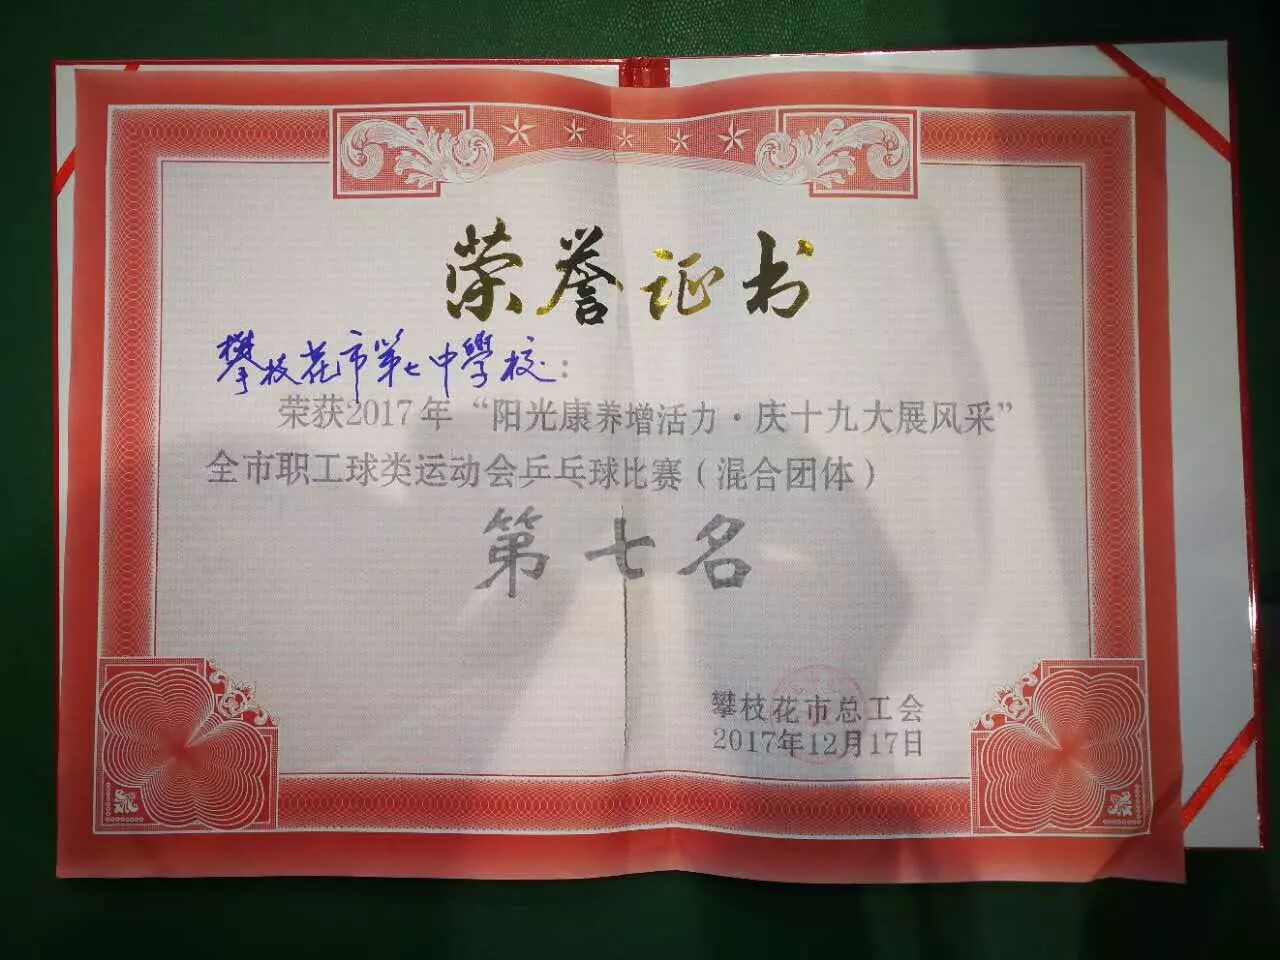 荣誉证书
攀枝花市第七中學校：
荣获2017年“阳光康养增活力·庆十九大展风采”
全市职工球类运动会乒乓球比赛（混合团体）
第七名
攀枝花市总工会
2017年12月17日